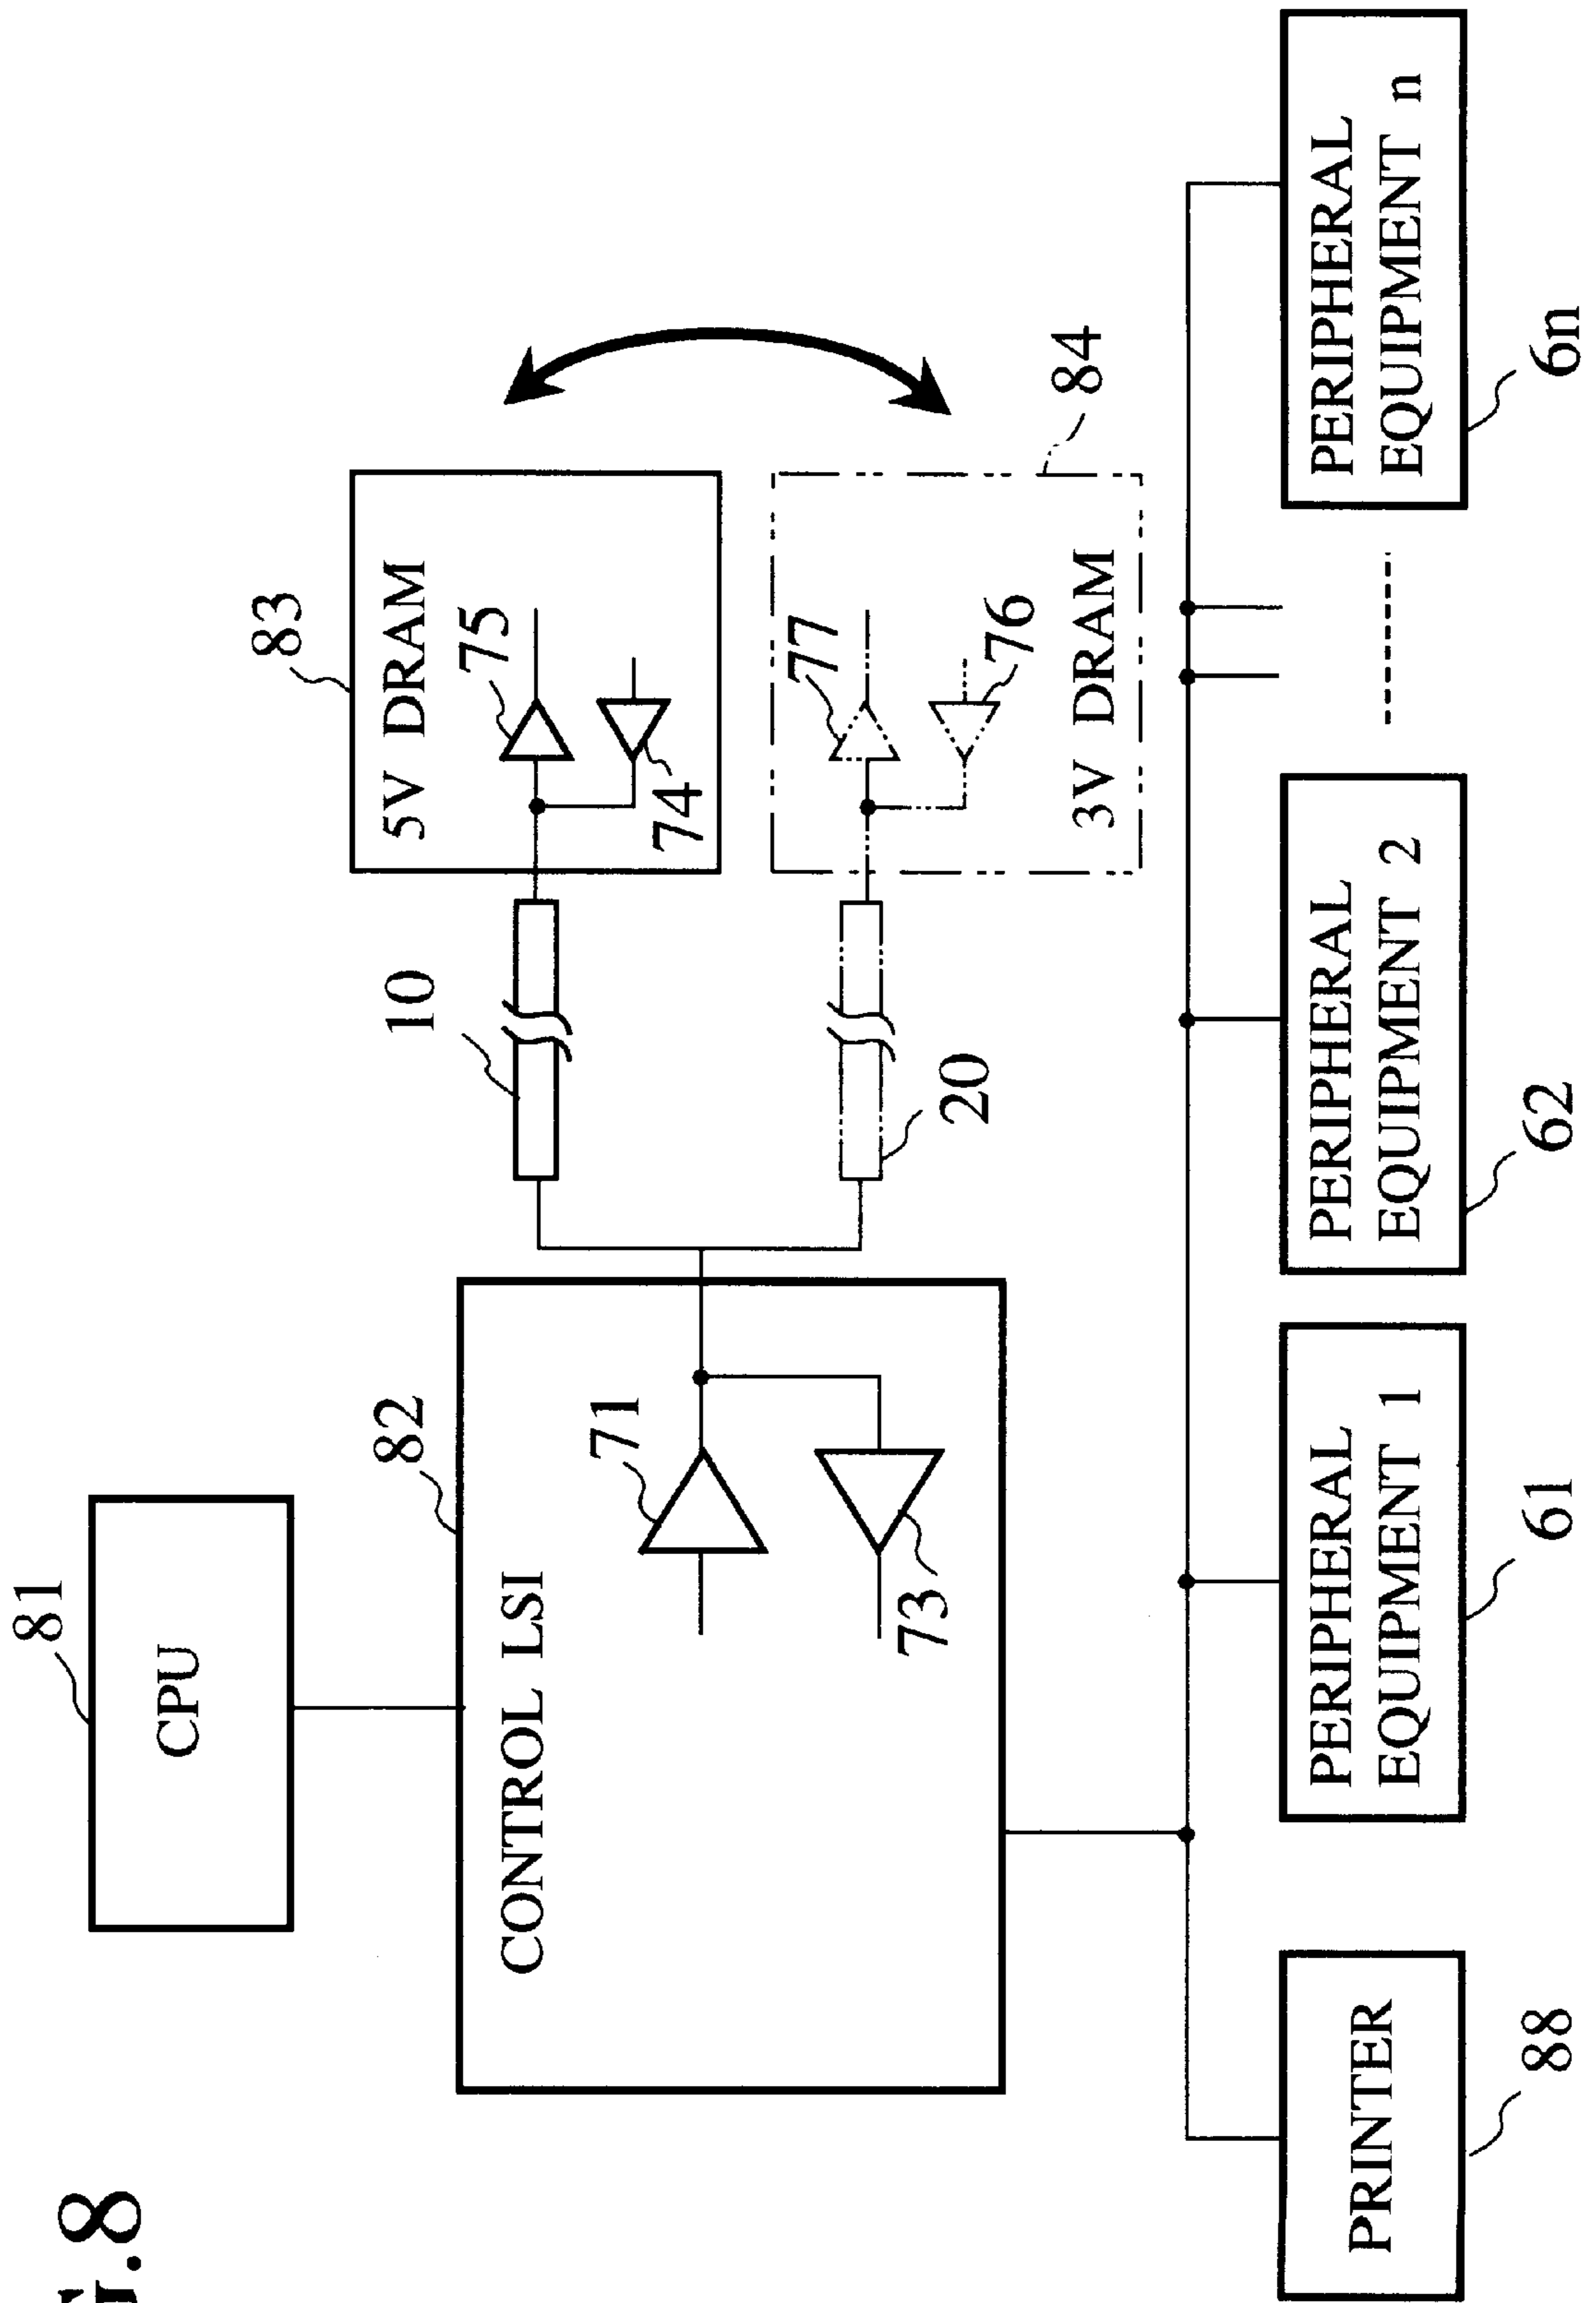 G.8
81
CPU
82
CONTROL LSI
71
73
10
20
83
5V DRAM
75
74
84
77
76
3V DRAM
PRINTER
88
PERIPHERAL
EQUIPMENT 1
61
PERIPHERAL
EQUIPMENT 2
62
PERIPHERAL
EQUIPMENT n
6n